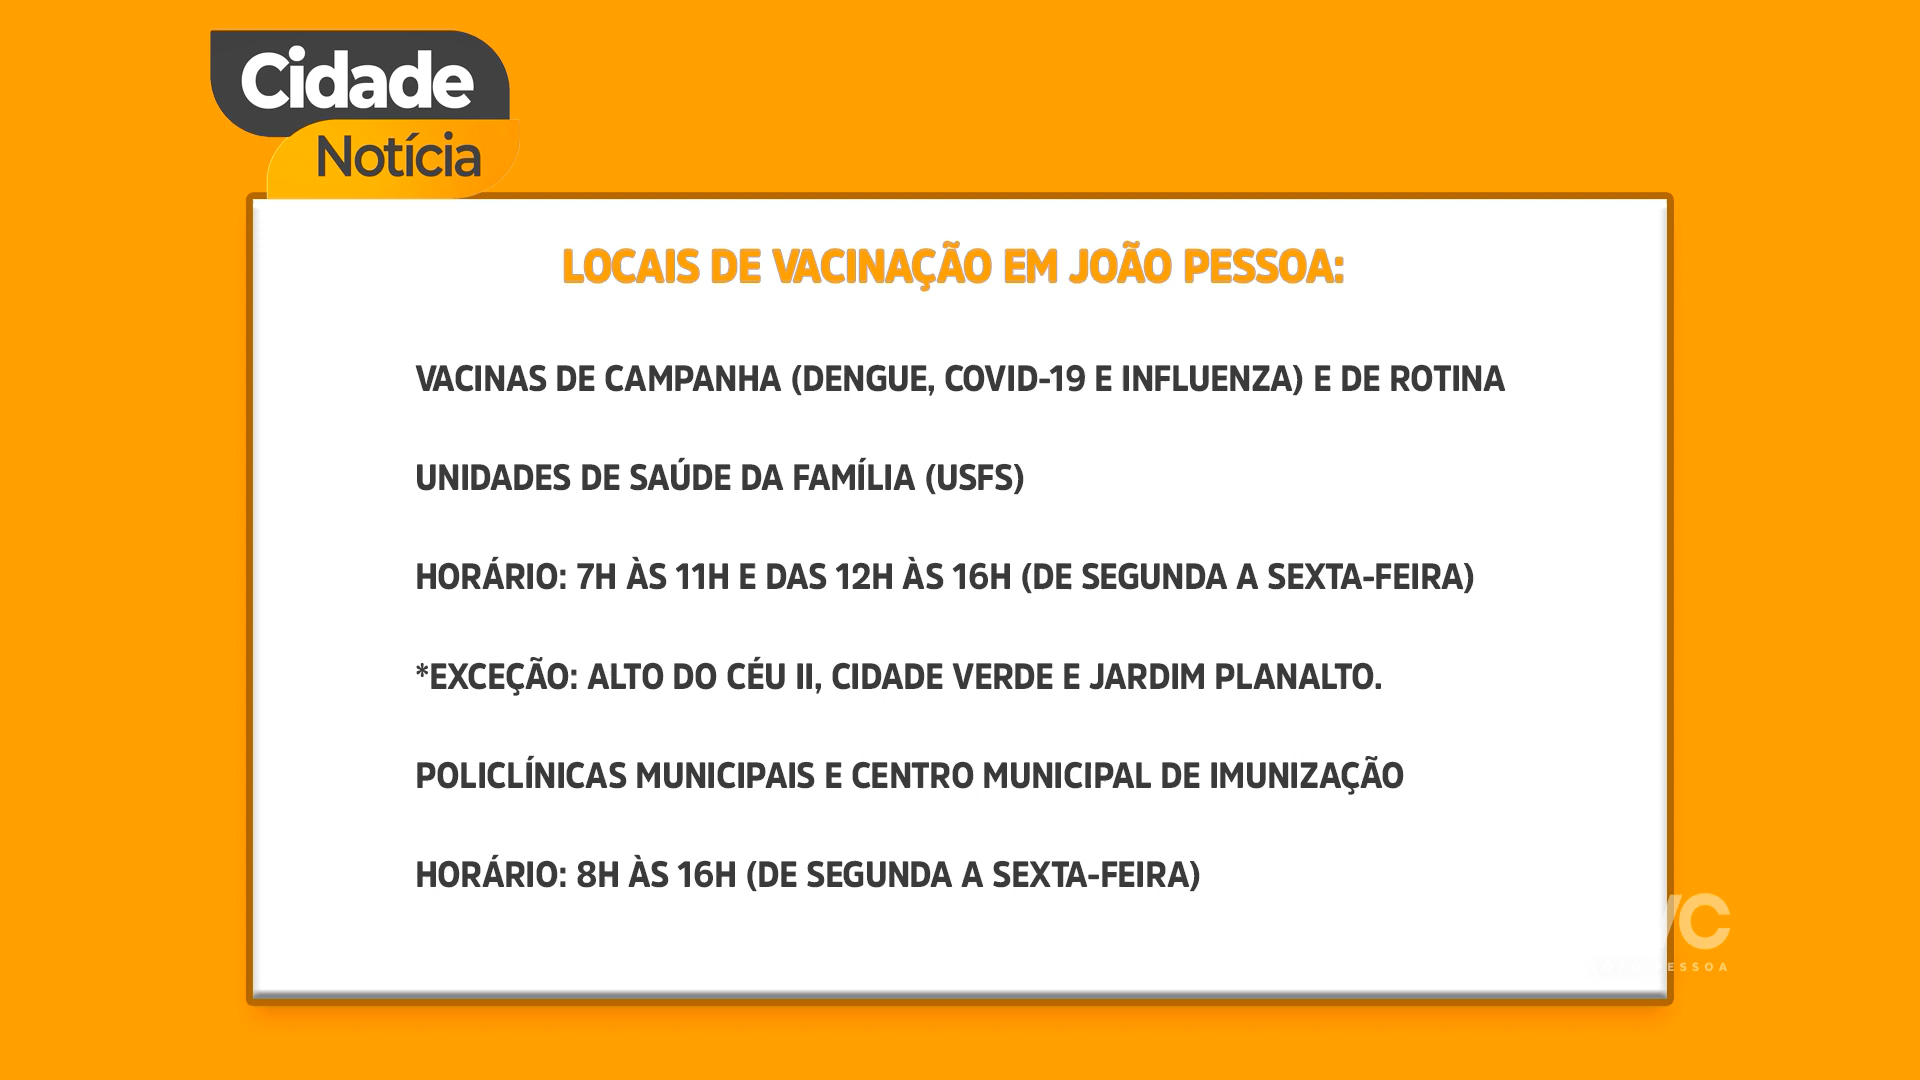 Cidade
Notícia
LOCAIS DE VACINAÇÃO EM JOÃO PESSOA:
VACINAS DE CAMPANHA (DENGUE, COVID-19 E INFLUENZA) E DE ROTINA
UNIDADES DE SAÚDE DA FAMÍLIA (USFS)
HORÁRIO: 7H ÀS 11H E DAS 12H ÀS 16H (DE SEGUNDA A SEXTA-FEIRA)
*EXCEÇÃO: ALTO DO CÉU II, CIDADE VERDE E JARDIM PLANALTO.
POLICLÍNICAS MUNICIPAIS E CENTRO MUNICIPAL DE IMUNIZAÇÃO
HORÁRIO: 8H ÀS 16H (DE SEGUNDA A SEXTA-FEIRA)